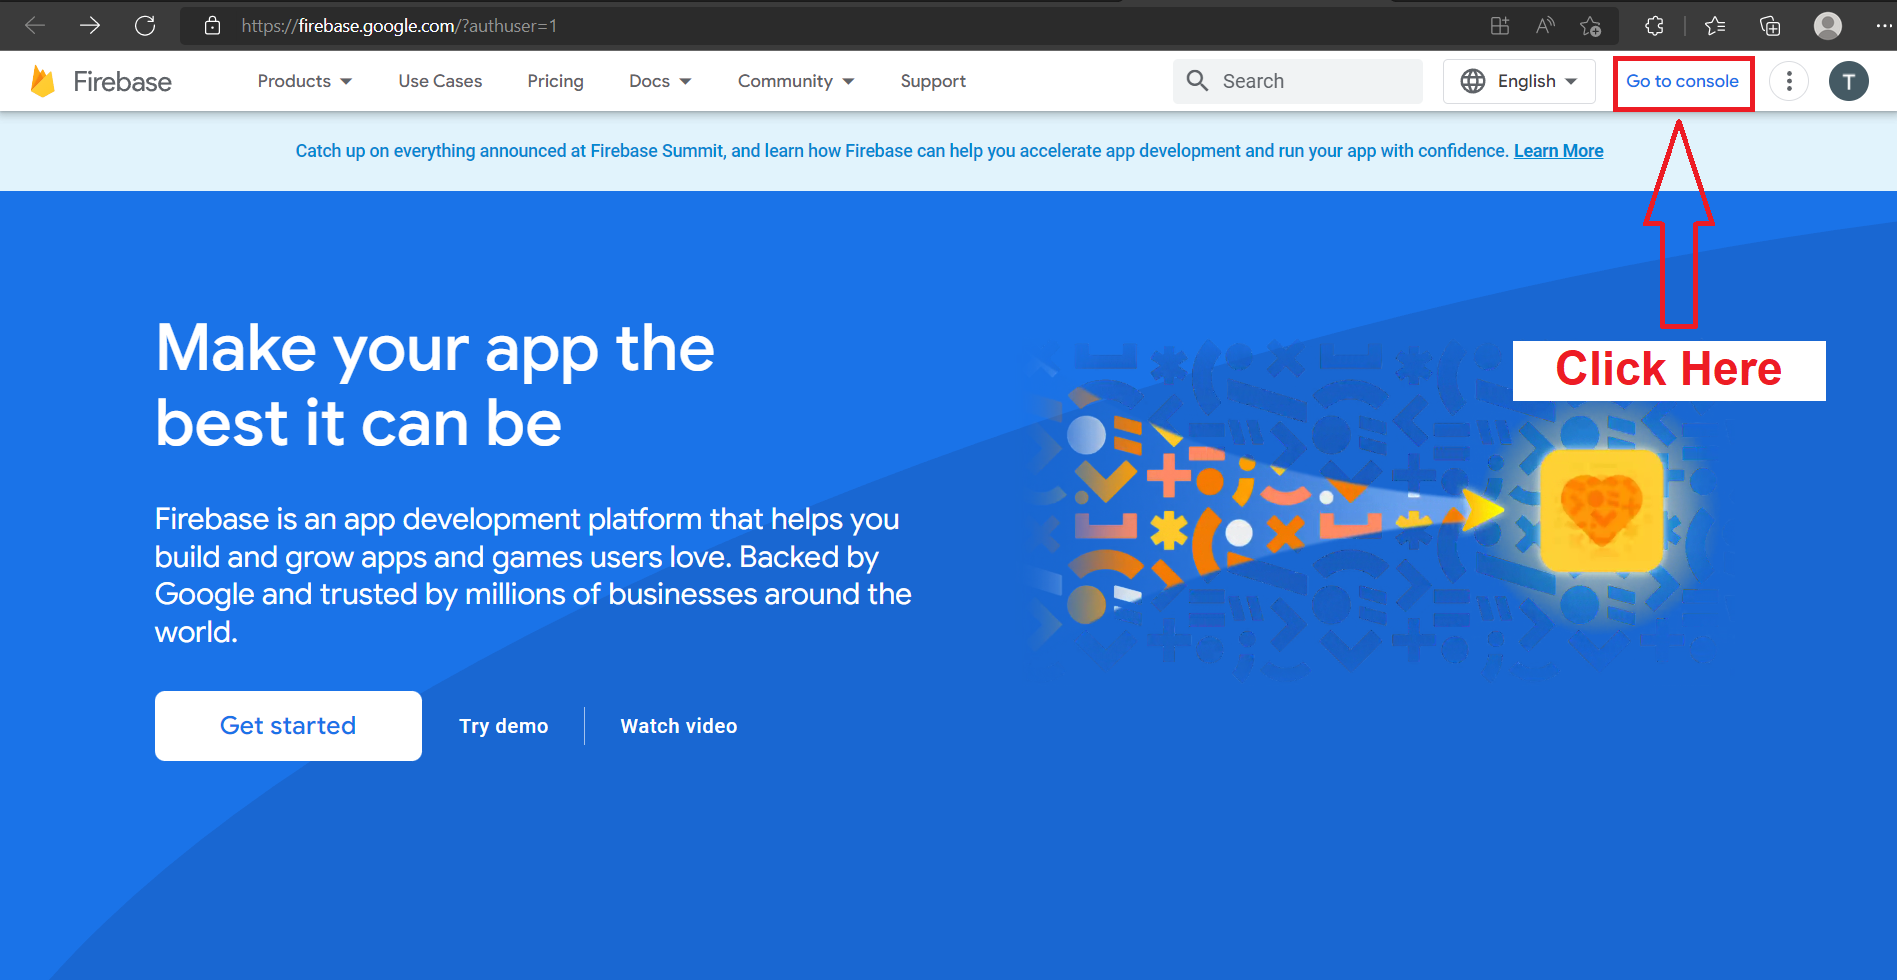 https://firebase.google.com/?authuser=1
Firebase
Products
Use Cases
Pricing
Docs
Community
Support
Search
English
Go to console
T
Catch up on everything announced at Firebase Summit, and learn how Firebase can help you accelerate app development and run your app with confidence. Learn More
Click Here
Make your app the
best it can be
Firebase is an app development platform that helps you
build and grow apps and games users love. Backed by
Google and trusted by millions of businesses around the
world.
Get started
Try demo
Watch video